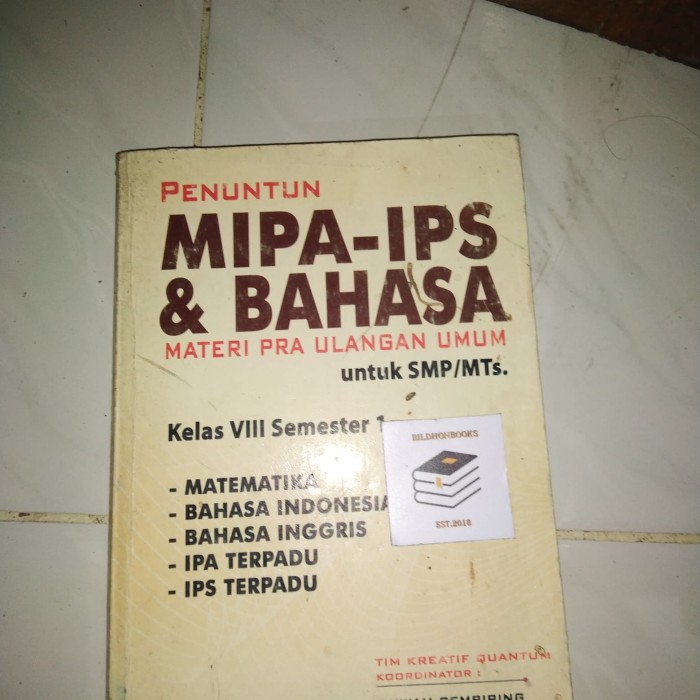 PENUNTUN
MIPA-IPS
& BAHASA
MATERI PRA ULANGAN UMUM
untuk SMP/MTs.
Kelas VIII Semester 1
- MATEMATIKA
- BAHASA INDONESIA
- BAHASA INGGRIS
- IPA TERPADU
- IPS TERPADU
BILDHONBOOKS
EST.2018
TIM KREATIF QUANTUM
KOORDINATOR :
SEMBIRING